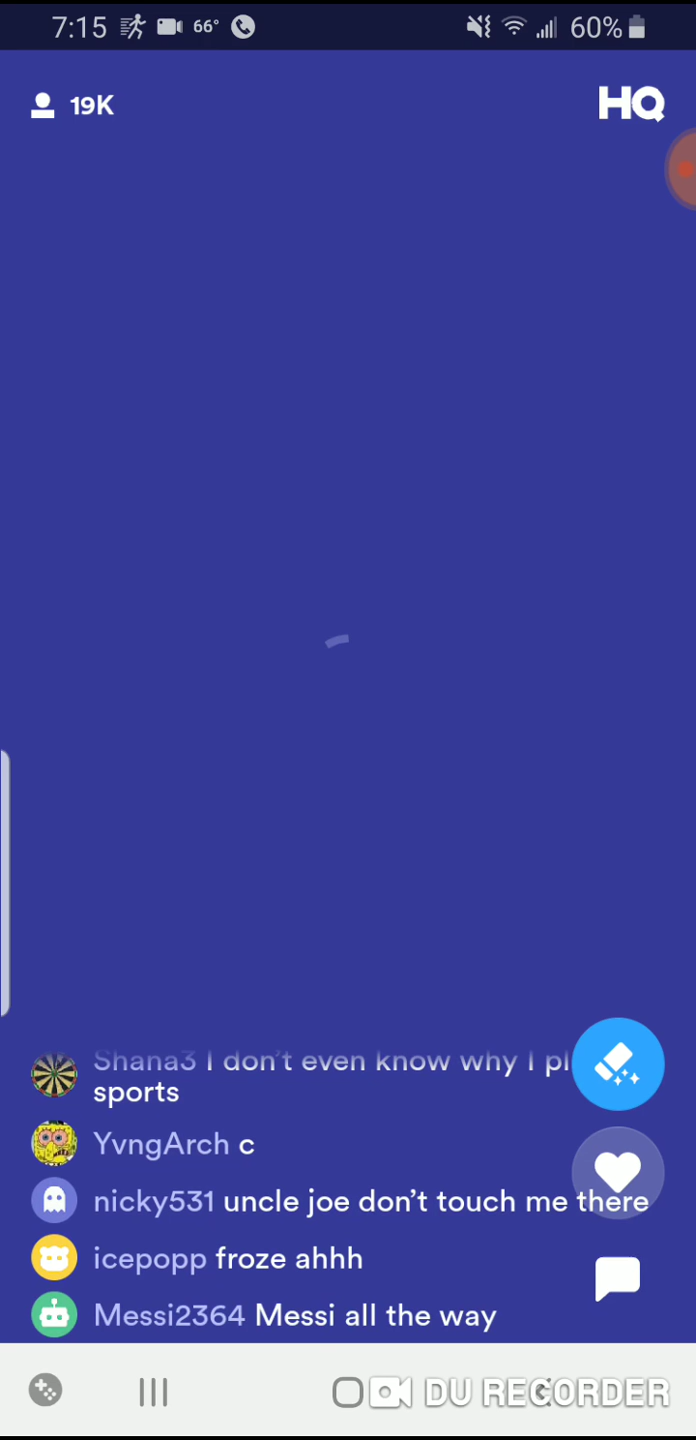 7:15 66° 60%
19K HQ
Shana3 I don't even know why I pl
sports
YvngArch c
nicky531 uncle joe don't touch me there
icepopp froze ahhh
Messi2364 Messi all the way
DU RECORDER